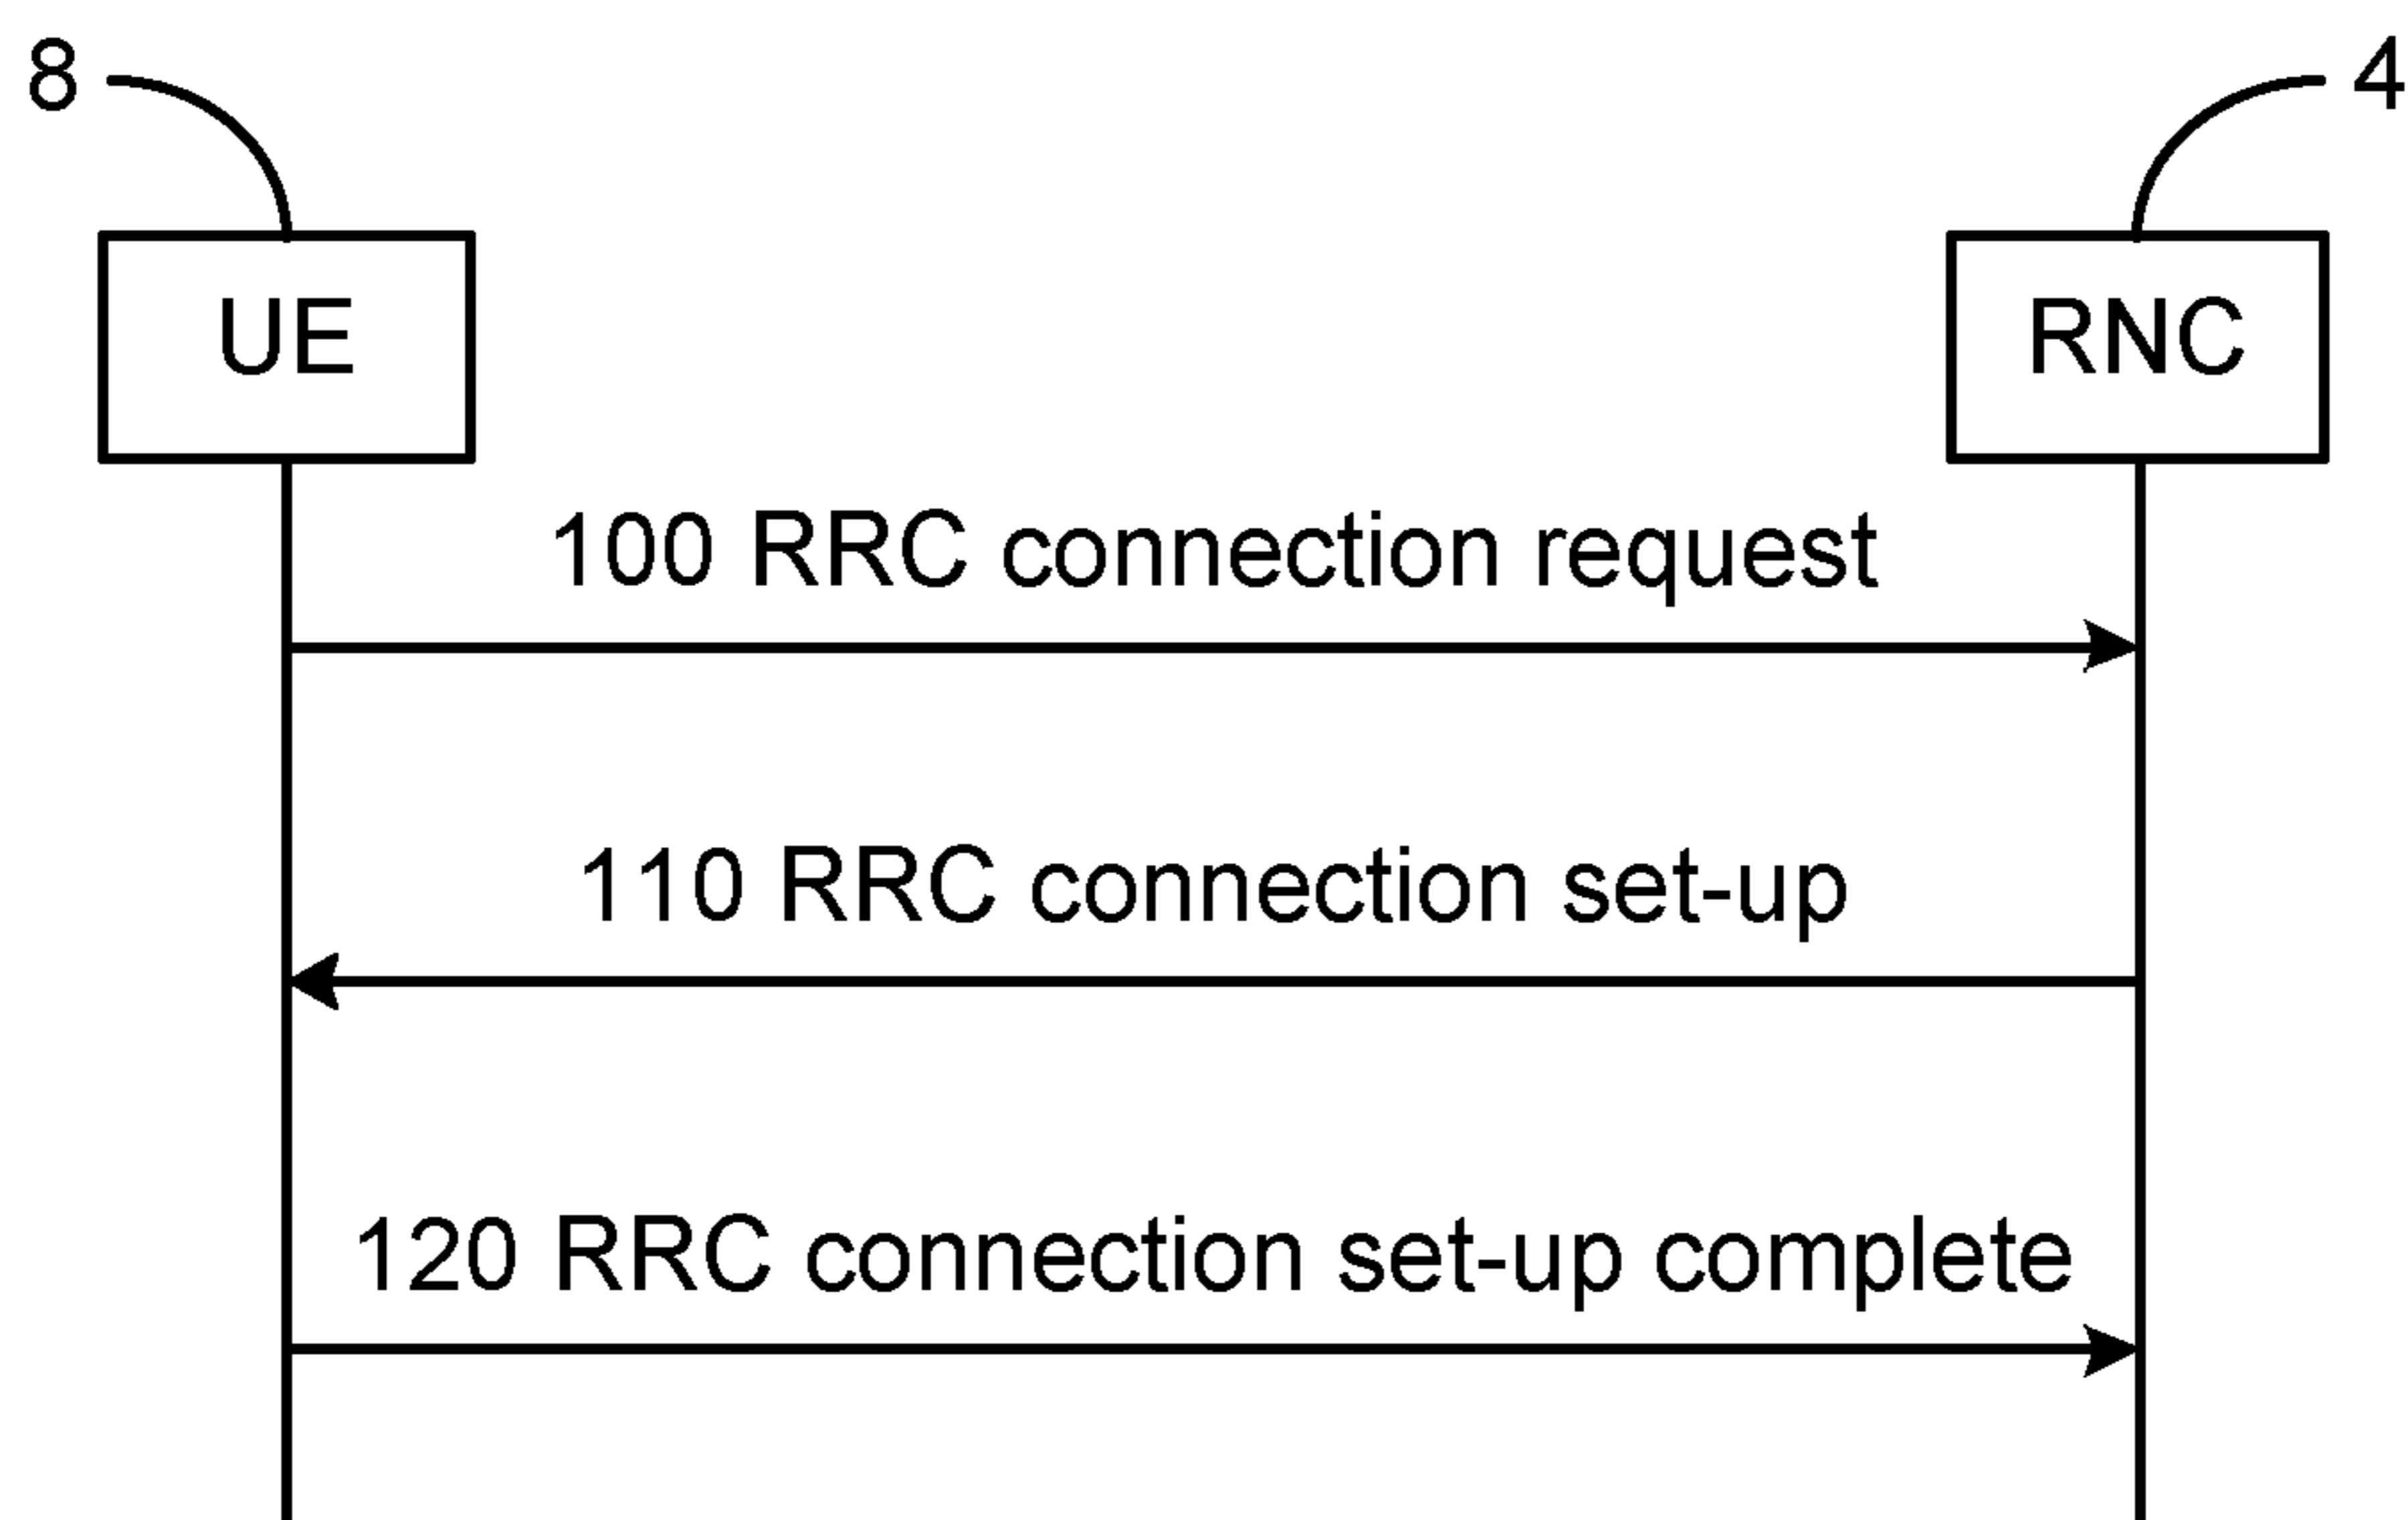 8 4
UE RNC
100 RRC connection request
110 RRC connection set-up
120 RRC connection set-up complete